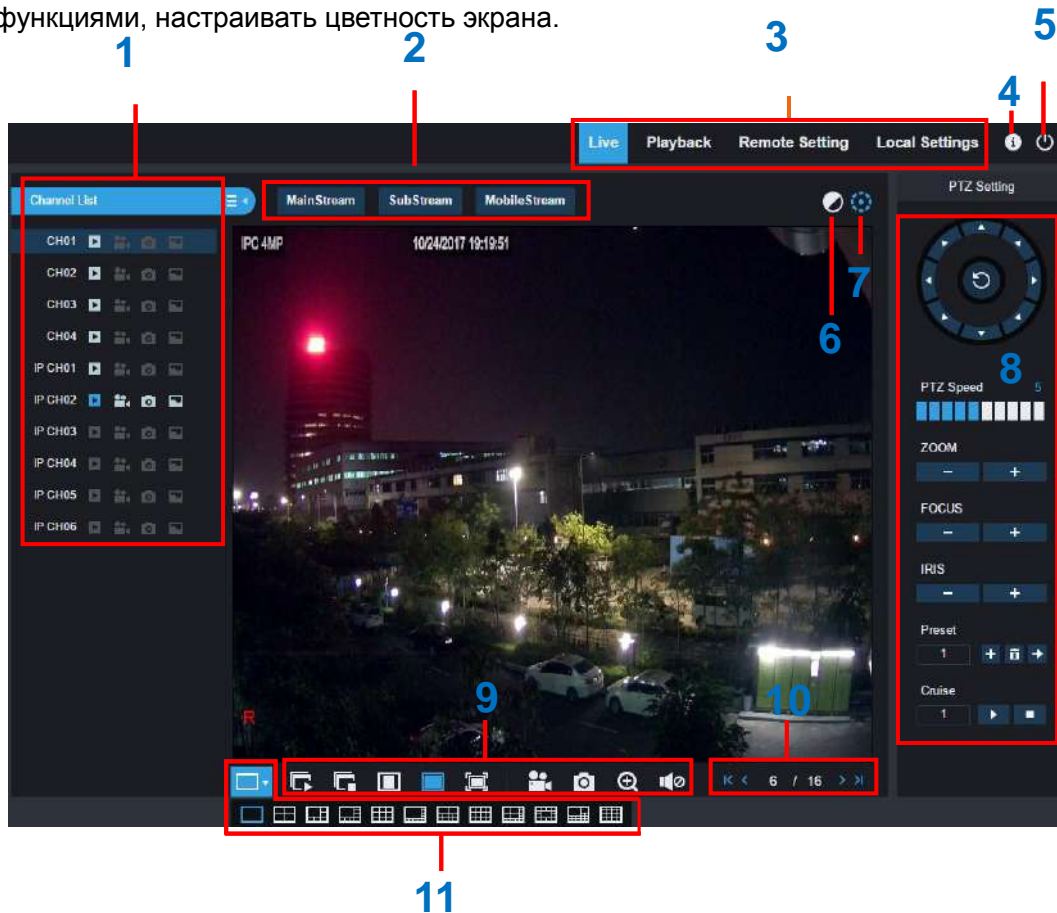 функциями, настраивать цветность экрана.
1
2
3
4
5
Live Playback Remote Setting Local Settings
Channel List
MainStream SubStream MobileStream
PTZ Setting
IPC 4MP 10/24/2017 19:19:51
CH01
CH02
CH03
CH04
IP CH01
IP CH02
IP CH03
IP CH04
IP CH05
IP CH06
6
7
8
PTZ Speed 5
ZOOM
- +
FOCUS
- +
IRIS
- +
Preset
1 +
Cruise
1
R
9
10
6 / 16
11